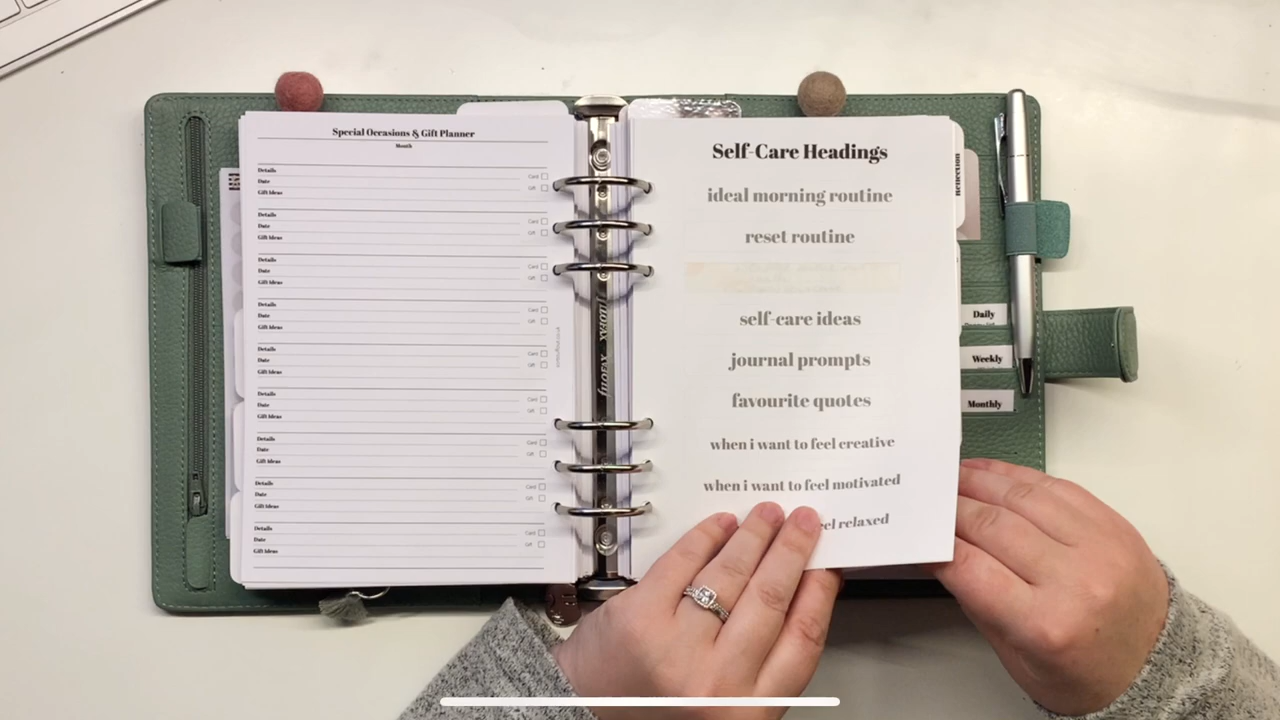 Special Occasions & Gift Planner
Month
Details
Card
Date
Gift
Gift Ideas
Details
Card
Date
Gift
Gift Ideas
Details
Card
Date
Gift
Gift Ideas
Details
Card
Date
Gift
Gift Ideas
Details
Card
Date
Gift
Gift Ideas
Details
Card
Date
Gift
Gift Ideas
Details
Card
Date
Gift
Gift Ideas
Details
Card
Date
Gift
Gift Ideas
Details
Card
Date
Gift
Gift Ideas
Self-Care Headings
ideal morning routine
reset routine
self-care ideas
journal prompts
favourite quotes
when i want to feel creative
when i want to feel motivated
relaxed
Reflection
Daily
Weekly
Monthly